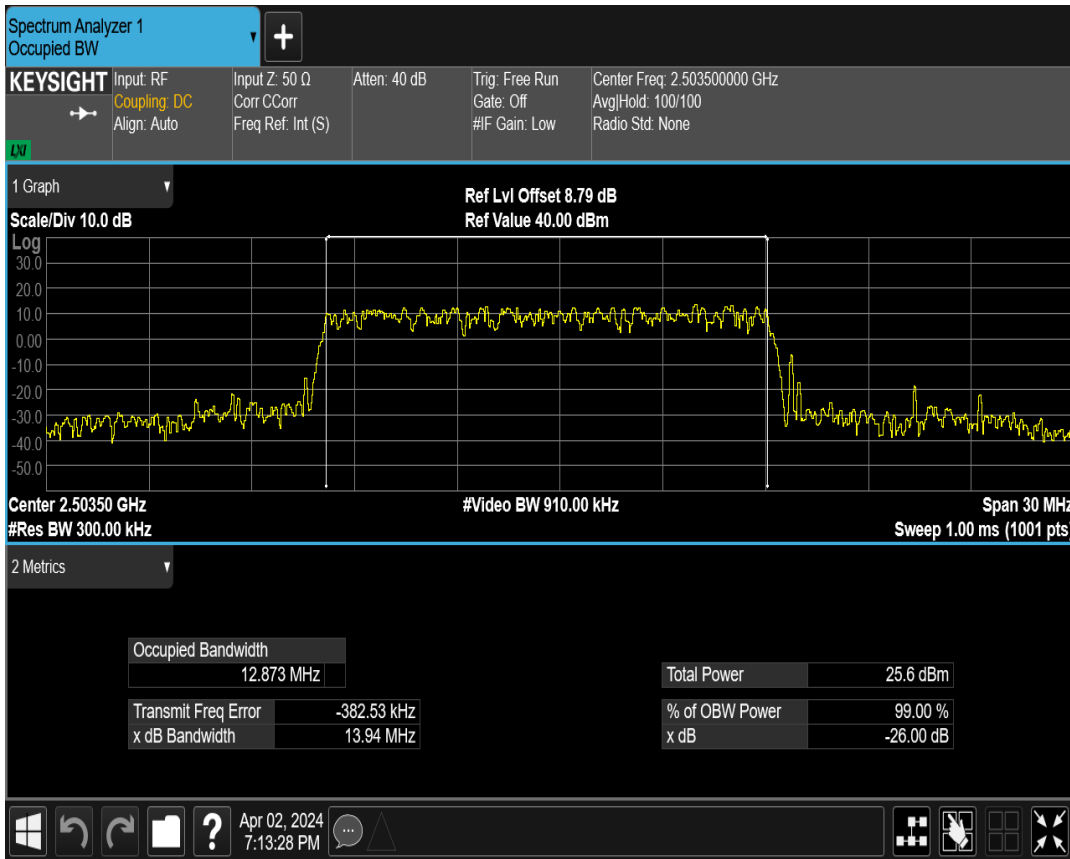 Spectrum Analyzer 1
Occupied BW
+
KEYSIGHT
LXI
Input: RF
Coupling: DC
Align: Auto
Input Z: 50 Ω
Corr CCorr
Freq Ref: Int (S)
Atten: 40 dB
Trig: Free Run
Gate: Off
#IF Gain: Low
Center Freq: 2.503500000 GHz
Avg|Hold: 100/100
Radio Std: None
1 Graph
Scale/Div 10.0 dB
Ref Lvl Offset 8.79 dB
Ref Value 40.00 dBm
Log
30.0
20.0
10.0
0.00
-10.0
-20.0
-30.0
-40.0
-50.0
Center 2.50350 GHz
#Video BW 910.00 kHz
Span 30 MHz
#Res BW 300.00 kHz
Sweep 1.00 ms (1001 pts)
2 Metrics
Occupied Bandwidth
12.873 MHz
Total Power 25.6 dBm
Transmit Freq Error -382.53 kHz
% of OBW Power 99.00 %
x dB Bandwidth 13.94 MHz
x dB -26.00 dB
?
Apr 02, 2024
7:13:28 PM